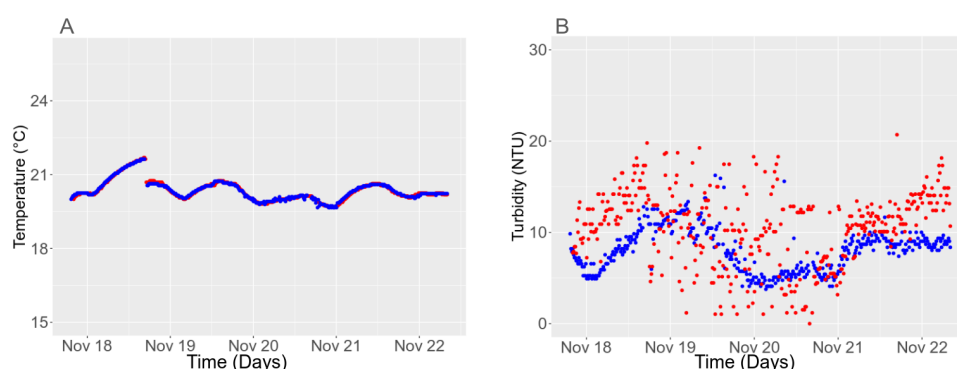 A
Temperature (°C)
24
21
18
15
Nov 18 Nov 19 Nov 20 Nov 21 Nov 22
Time (Days)
B
Turbidity (NTU)
30
20
10
0
Nov 18 Nov 19 Nov 20 Nov 21 Nov 22
Time (Days)